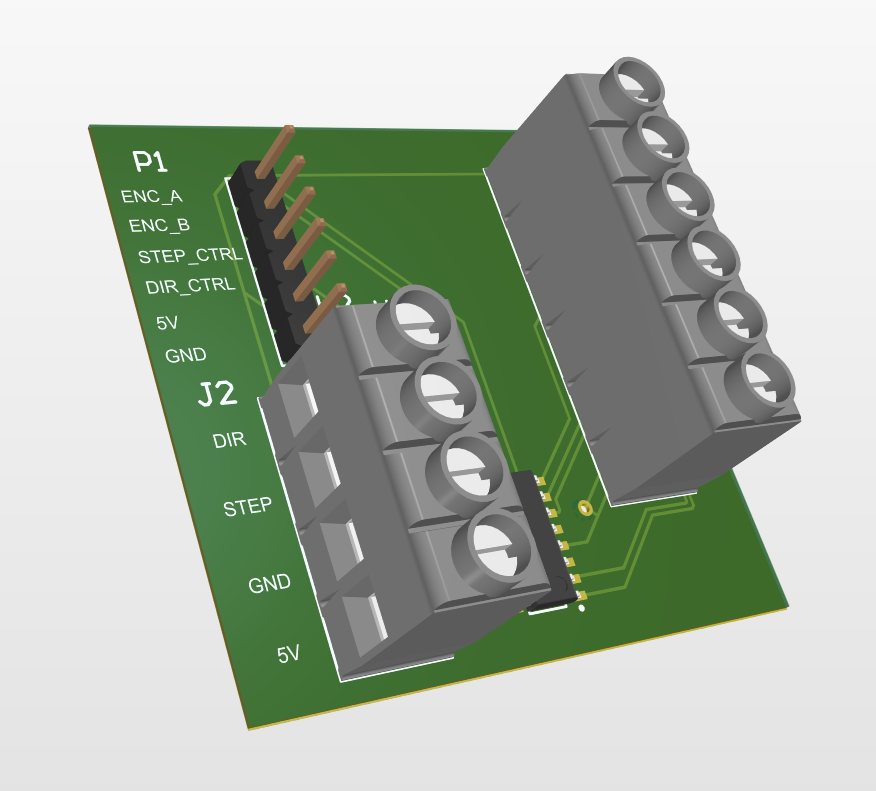 P1
ENC_A
ENC_B
STEP_CTRL
DIR_CTRL
5V
GND
J2
DIR
STEP
GND
5V